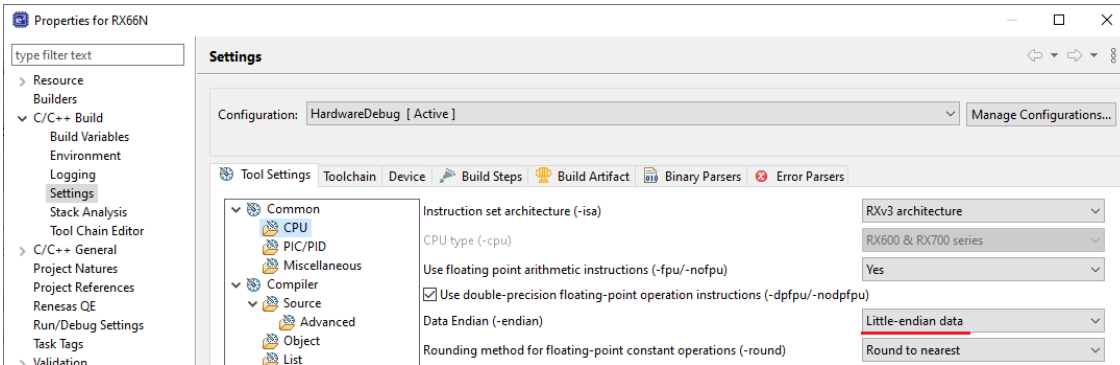 Properties for RX66N
type filter text
Settings
Resource
Builders
C/C++ Build
Build Variables
Environment
Logging
Settings
Stack Analysis
Tool Chain Editor
C/C++ General
Project Natures
Project References
Renesas QE
Run/Debug Settings
Task Tags
Validation
Configuration: HardwareDebug [ Active ] Manage Configurations...
Tool Settings Toolchain Device Build Steps Build Artifact Binary Parsers Error Parsers
Common
CPU
PIC/PID
Miscellaneous
Compiler
Source
Advanced
Object
List
Instruction set architecture (-isa) RXv3 architecture
CPU type (-cpu) RX600 & RX700 series
Use floating point arithmetic instructions (-fpu/-nofpu) Yes
Use double-precision floating-point operation instructions (-dpfpu/-nodpfpu)
Data Endian (-endian) Little-endian data
Rounding method for floating-point constant operations (-round) Round to nearest